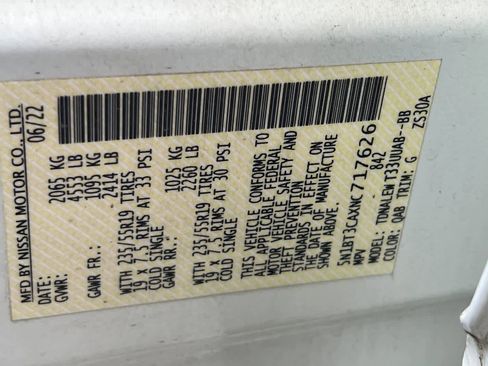 MFD BY NISSAN MOTOR CO., LTD.
DATE: 06/22
GVWR: 2065 KG
4553 LB
GAWR FR.: 1095 KG
2414 LB
WITH 235/55R19 TIRES
19 X 7.5 RIMS AT 33 PSI
COLD SINGLE
GAWR RR.: 1025 KG
2260 LB
WITH 235/55R19 TIRES
19 X 7.5 RIMS AT 30 PSI
COLD SINGLE
THIS VEHICLE CONFORMS TO
ALL APPLICABLE FEDERAL
MOTOR VEHICLE SAFETY AND
THEFT PREVENTION
STANDARDS IN EFFECT ON
THE DATE OF MANUFACTURE
SHOWN ABOVE.
5N1BT3CAXNC717626
MPV 842
MODEL: TDMALEWT33UUAB--BB
COLOR: QAB TRIM: G ZS30A